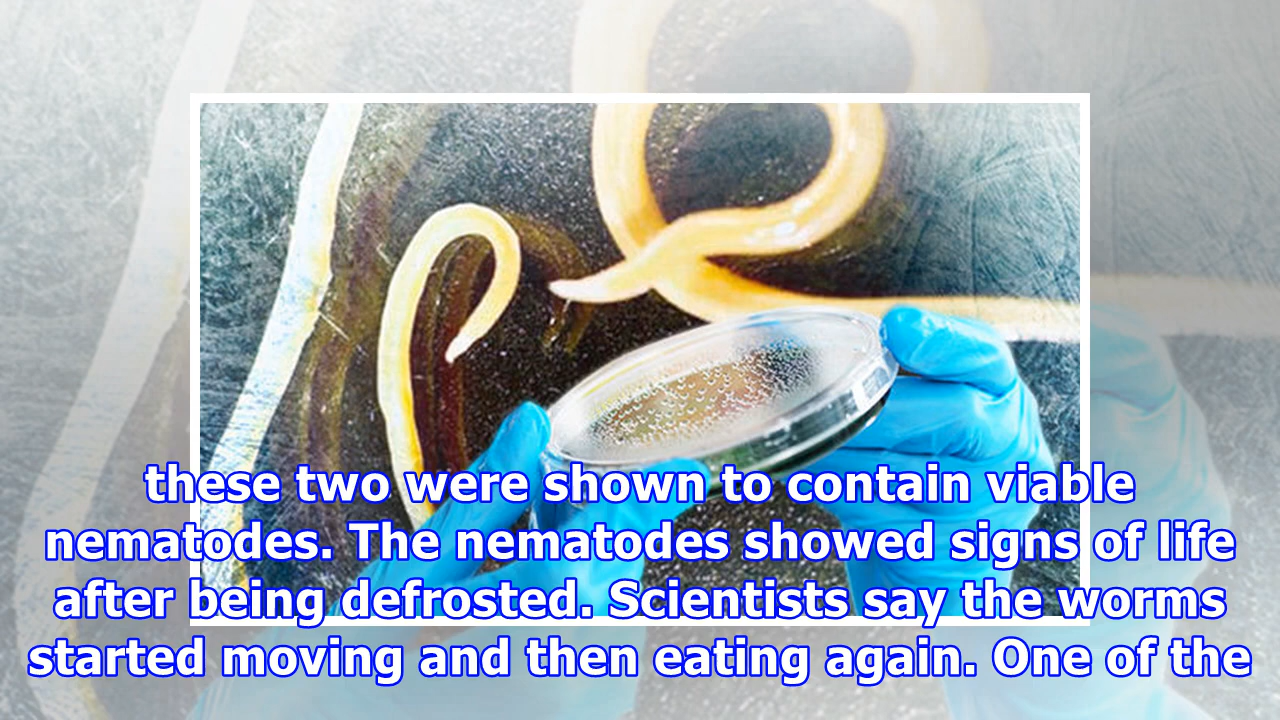 these two were shown to contain viable
nematodes. The nematodes showed signs of life
after being defrosted. Scientists say the worms
started moving and then eating again. One of the